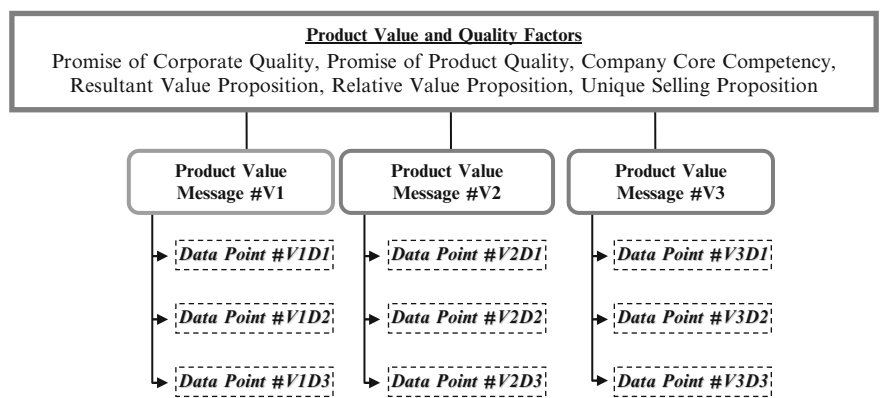 Product Value and Quality Factors
Promise of Corporate Quality, Promise of Product Quality, Company Core Competency,
Resultant Value Proposition, Relative Value Proposition, Unique Selling Proposition
Product Value
Message #V1
Product Value
Message #V2
Product Value
Message #V3
Data Point #V1D1
Data Point #V2D1
Data Point #V3D1
Data Point #V1D2
Data Point #V2D2
Data Point #V3D2
Data Point #V1D3
Data Point #V2D3
Data Point #V3D3